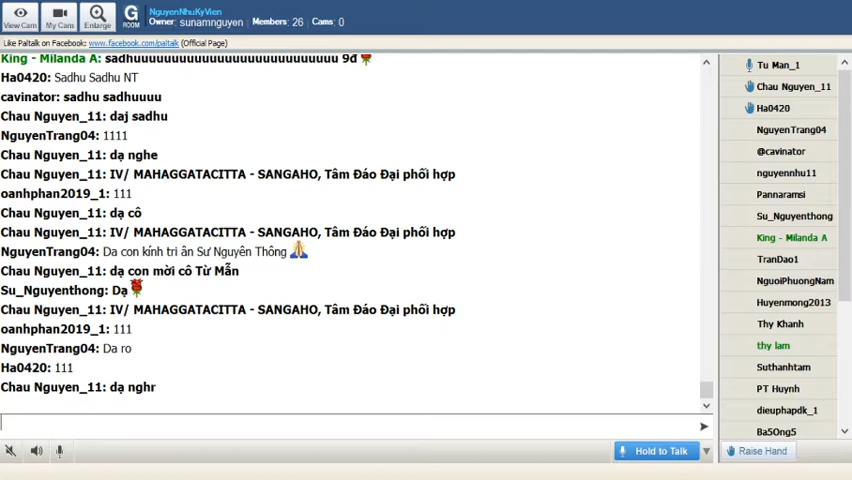 View Cam
My Cams
Enlarge
G
ROOM
NguyenNhuKyVien
Owner: sunamnguyen Members: 26 Cams: 0
Like Paltalk on Facebook: www.facebook.com/paltalk (Official Page)
King - Milanda A: sadhuuuuuuuuuuuuuuuuuuuuuuuuuuu 9đ
Ha0420: Sadhu Sadhu NT
cavinator: sadhu sadhuuuu
Chau Nguyen_11: daj sadhu
NguyenTrang04: 1111
Chau Nguyen_11: dạ nghe
Chau Nguyen_11: IV/ MAHAGGATACITTA - SANGAHO, Tâm Đáo Đại phối hợp
oanhphan2019_1: 111
Chau Nguyen_11: dạ cô
Chau Nguyen_11: IV/ MAHAGGATACITTA - SANGAHO, Tâm Đáo Đại phối hợp
NguyenTrang04: Da con kính tri ân Sư Nguyên Thông
Chau Nguyen_11: dạ con mời cô Từ Mẫn
Su_Nguyenthong: Dạ
Chau Nguyen_11: IV/ MAHAGGATACITTA - SANGAHO, Tâm Đáo Đại phối hợp
oanhphan2019_1: 111
NguyenTrang04: Da ro
Ha0420: 111
Chau Nguyen_11: dạ nghr
Hold to Talk
Tu Man_1
Chau Nguyen_11
Ha0420
NguyenTrang04
@cavinator
nguyennhu11
Pannaramsi
Su_Nguyenthong
King - Milanda A
TranDao1
NguoiPhuongNam
Huyenmong2013
Thy Khanh
thy lam
Suthanhtam
PT Huynh
dieuphapdk_1
Ba5Ong5
Raise Hand